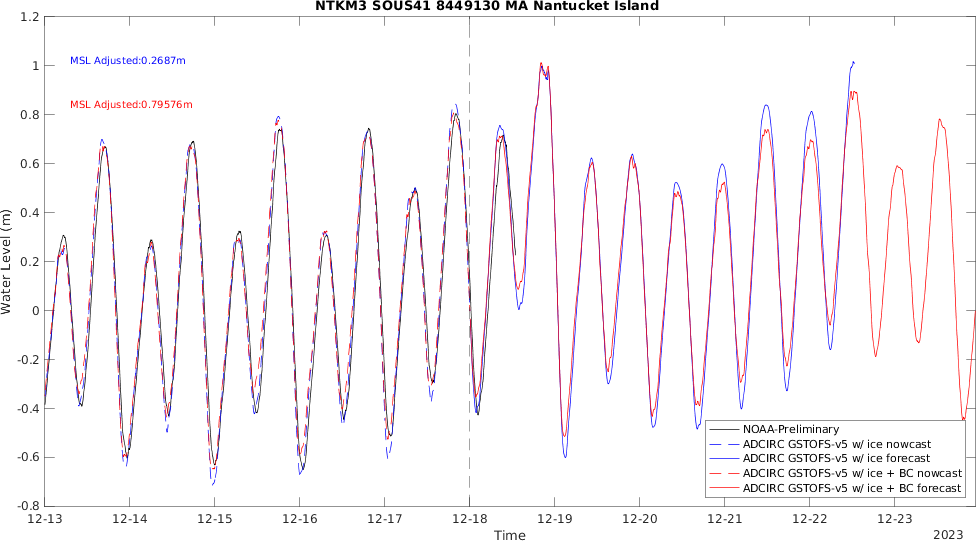 NTKM3 SOUS41 8449130 MA Nantucket Island
1.2
1
0.8
0.6
0.4
0.2
0
-0.2
-0.4
-0.6
-0.8
Water Level (m)
MSL Adjusted:0.2687m
MSL Adjusted:0.79576m
NOAA-Preliminary
ADCIRC GSTOFS-v5 w/ ice nowcast
ADCIRC GSTOFS-v5 w/ ice forecast
ADCIRC GSTOFS-v5 w/ ice + BC nowcast
ADCIRC GSTOFS-v5 w/ ice + BC forecast
12-13 12-14 12-15 12-16 12-17 12-18 12-19 12-20 12-21 12-22 12-23
Time
2023